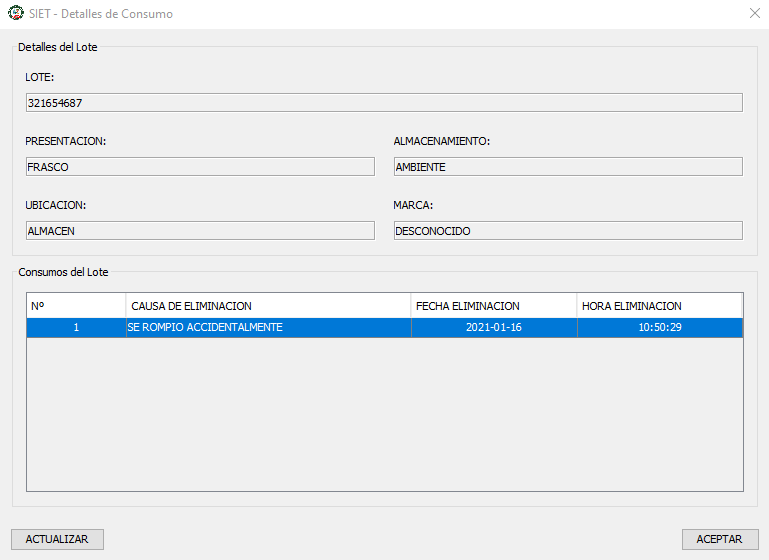 SIET - Detalles de Consumo
Detalles del Lote
LOTE:
321654687
PRESENTACION: ALMACENAMIENTO:
FRASCO AMBIENTE
UBICACION: MARCA:
ALMACEN DESCONOCIDO
Consumos del Lote
Nº CAUSA DE ELIMINACION FECHA ELIMINACION HORA ELIMINACION
1 SE ROMPIO ACCIDENTALMENTE 2021-01-16 10:50:29
ACTUALIZAR ACEPTAR